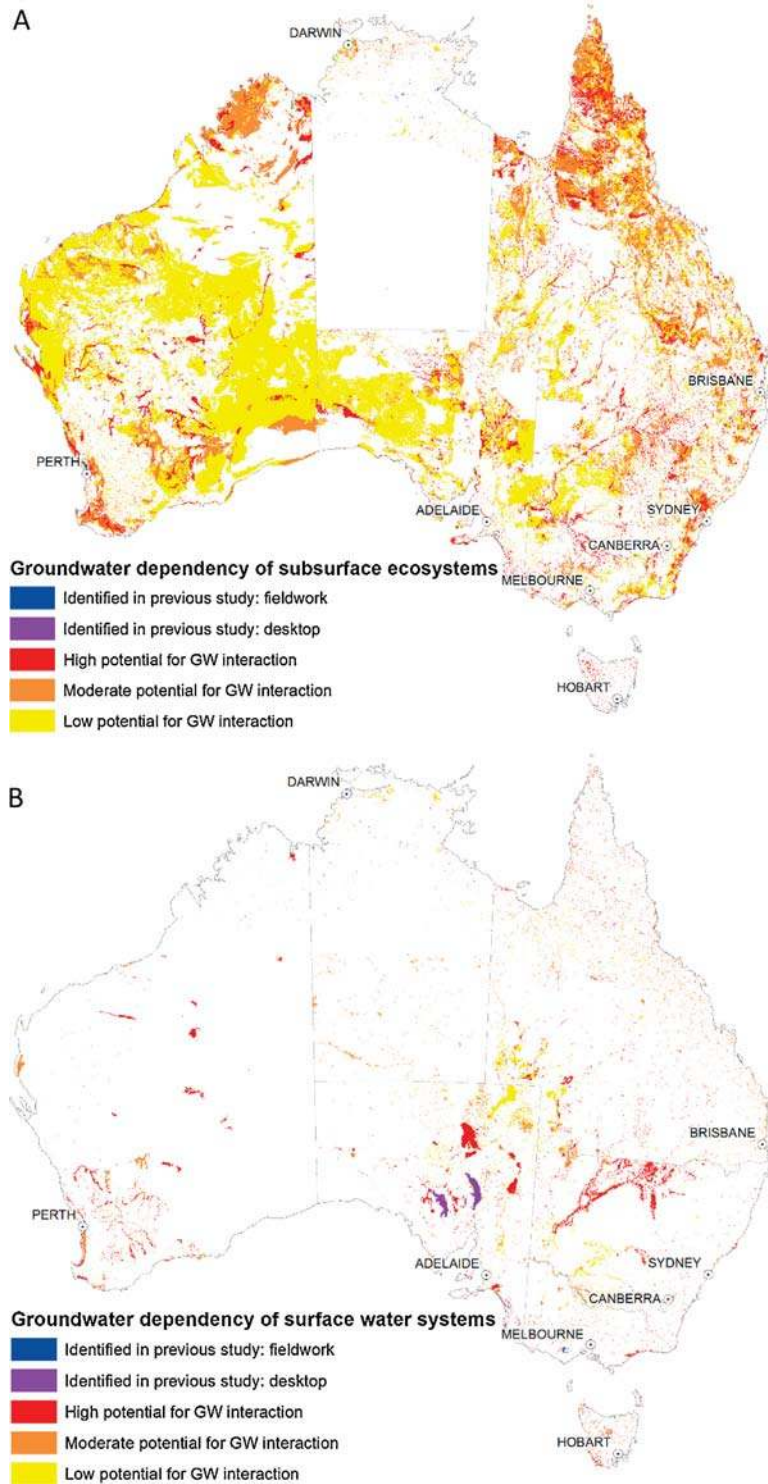 A
DARWIN
BRISBANE
PERTH
ADELAIDE
SYDNEY
CANBERRA
Groundwater dependency of subsurface ecosystems
MELBOURNE
Identified in previous study: fieldwork
Identified in previous study: desktop
High potential for GW interaction
Moderate potential for GW interaction
HOBART
Low potential for GW interaction
B
DARWIN
BRISBANE
PERTH
ADELAIDE
SYDNEY
CANBERRA
Groundwater dependency of surface water systems
MELBOURNE
Identified in previous study: fieldwork
Identified in previous study: desktop
High potential for GW interaction
Moderate potential for GW interaction
HOBART
Low potential for GW interaction